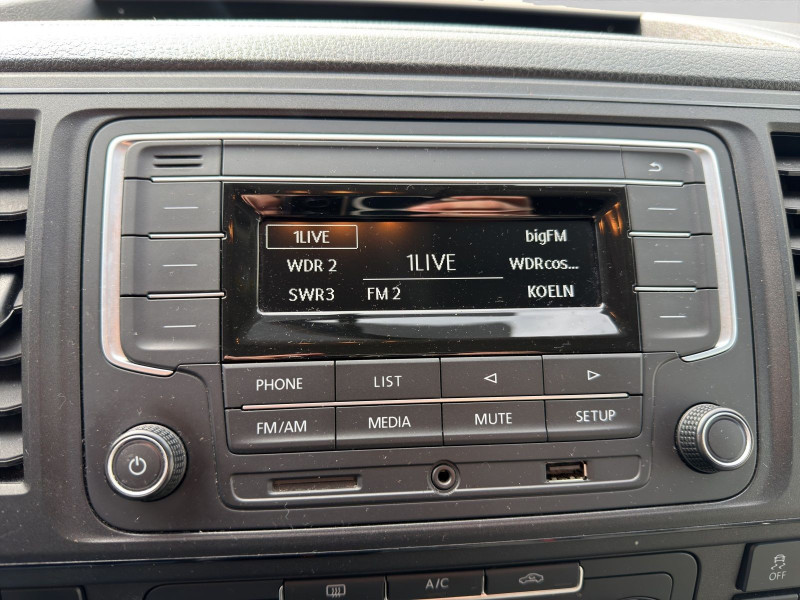 1LIVE
WDR 2
SWR3
1LIVE
FM 2
bigFM
WDRcos...
KOELN
PHONE
LIST
FM/AM
MEDIA
MUTE
SETUP
A/C
OFF